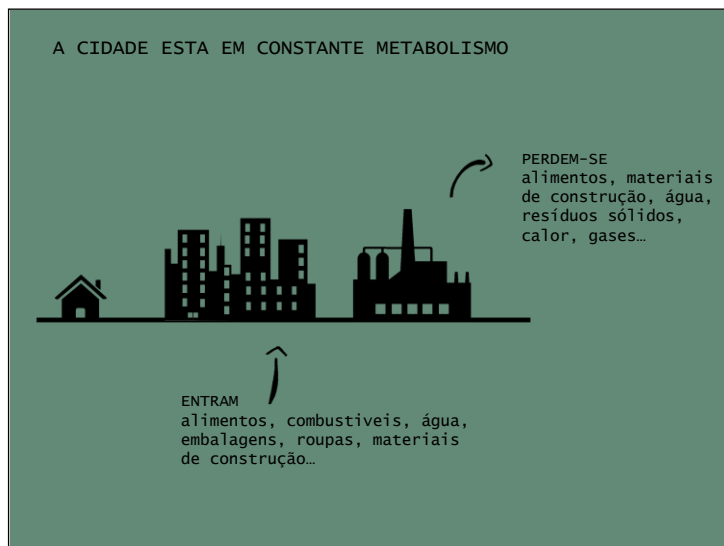 A CIDADE ESTA EM CONSTANTE METABOLISMO
PERDEM-SE
alimentos, materiais
de construção, água,
resíduos sólidos,
calor, gases…
ENTRAM
alimentos, combustiveis, água,
embalagens, roupas, materiais
de construção…